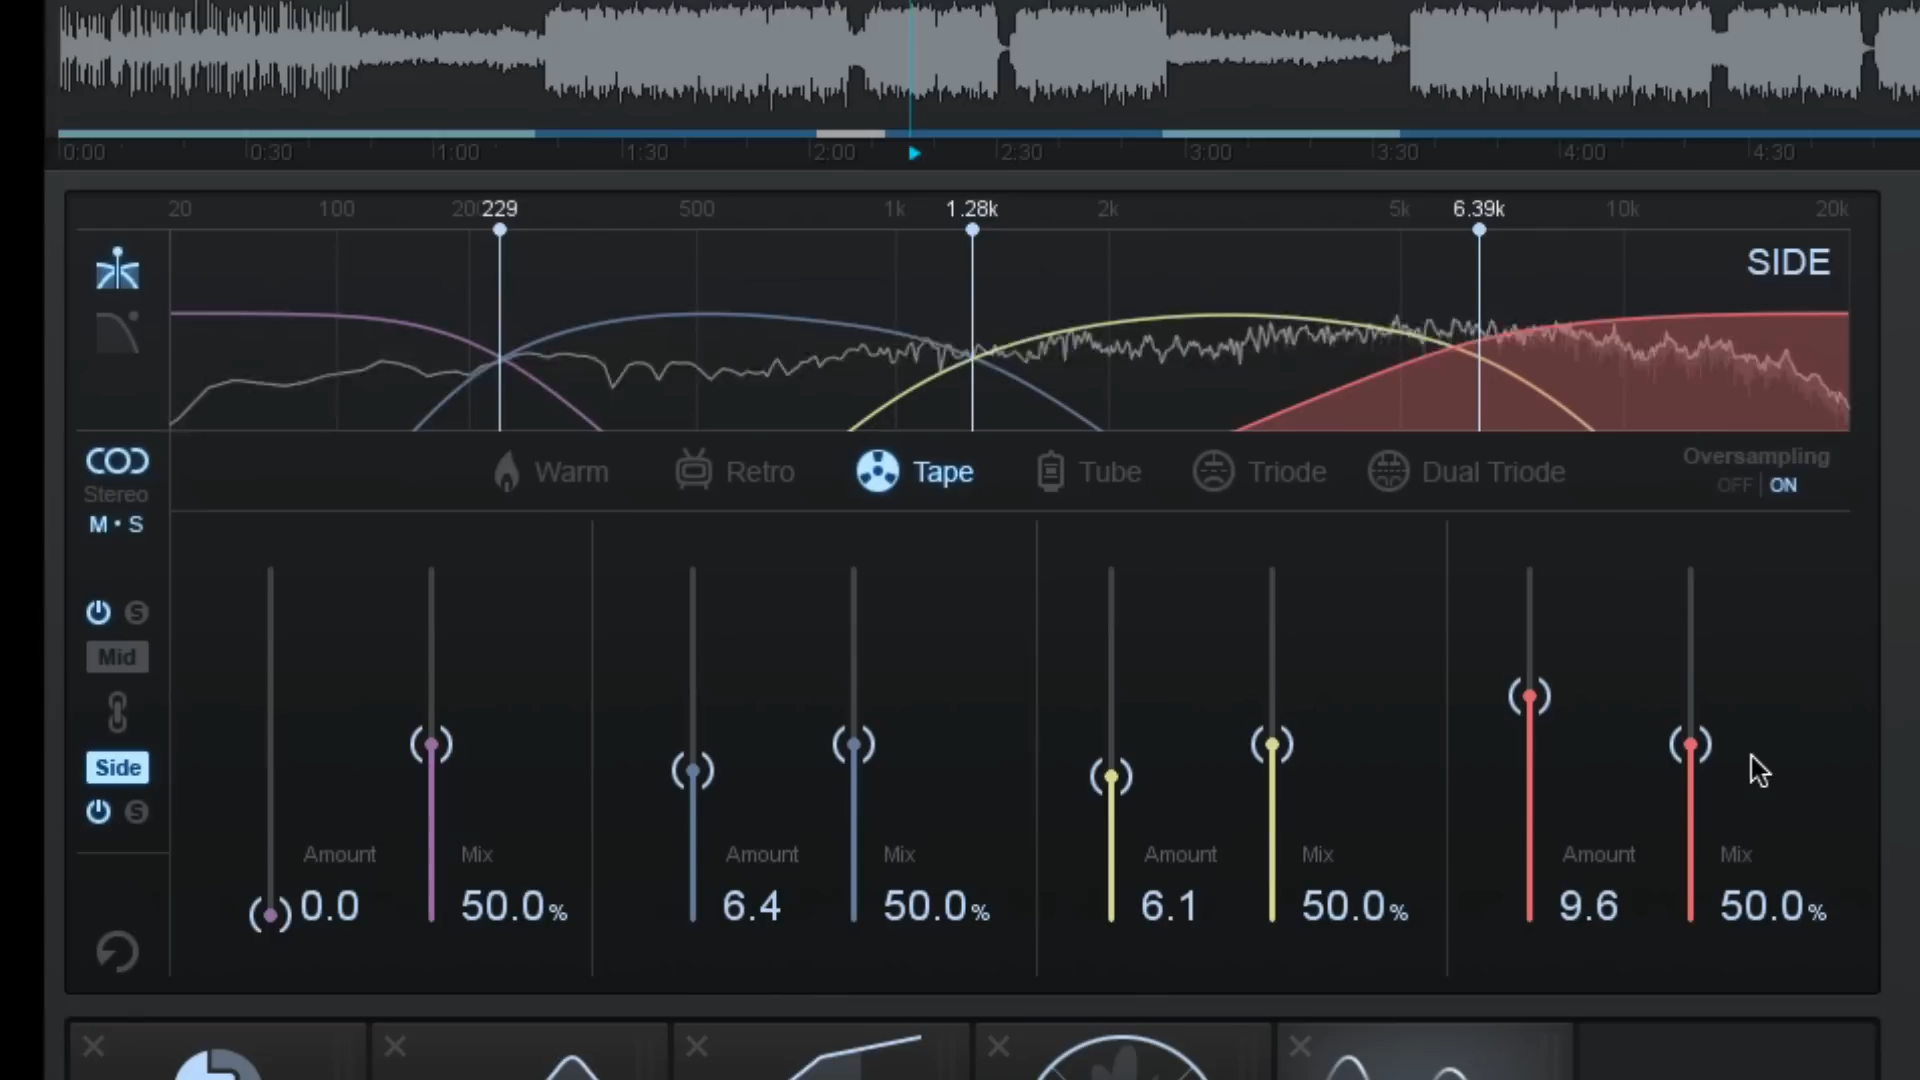 0:00 0:30 1:00 1:30 2:00 2:30 3:00 3:30 4:00 4:30
20 100 229 500 1k 1.28k 2k 5k 6.39k 10k 20k
SIDE
Stereo
M • S
Warm Retro Tape Tube Triode Dual Triode
Oversampling
OFF ON
S
Mid
Side
S
Amount Mix Amount Mix Amount Mix Amount Mix
0.0 50.0% 6.4 50.0% 6.1 50.0% 9.6 50.0%